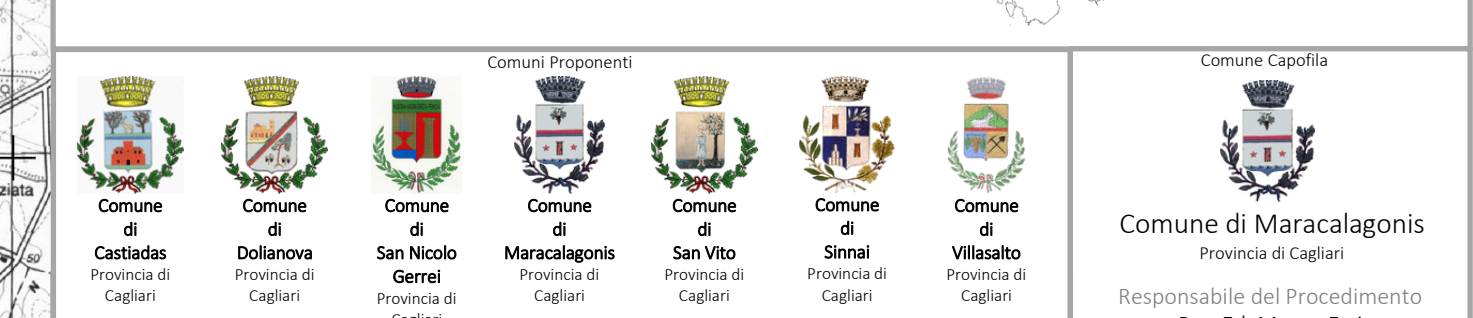 Comuni Proponenti
Comune
di
Castiadas
Provincia di
Cagliari
Comune
di
Dolianova
Provincia di
Cagliari
Comune
di
San Nicolo
Gerrei
Provincia di
Cagliari
Comune
di
Maracalagonis
Provincia di
Cagliari
Comune
di
San Vito
Provincia di
Cagliari
Comune
di
Sinnai
Provincia di
Cagliari
Comune
di
Villasalto
Provincia di
Cagliari
Comune Capofila
Comune di Maracalagonis
Provincia di Cagliari
Responsabile del Procedimento
ziata
50